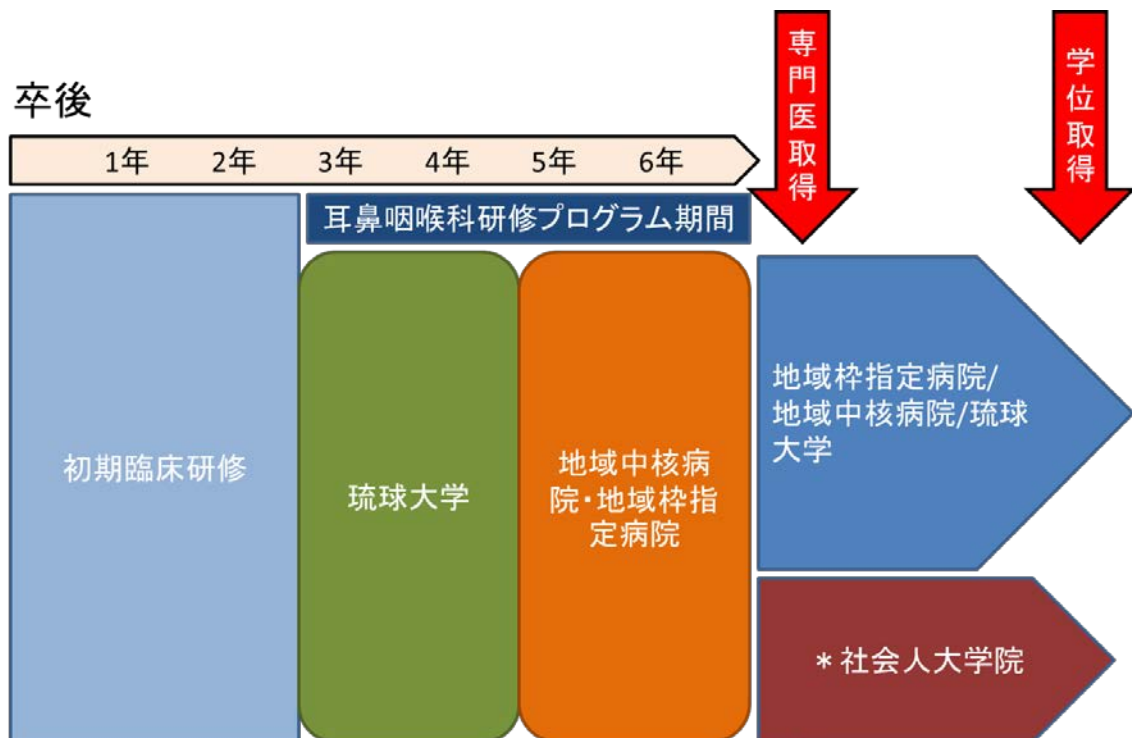 専門医取得
学位取得
卒後
1年 2年 3年 4年 5年 6年
耳鼻咽喉科研修プログラム期間
初期臨床研修
琉球大学
地域中核病
院・地域枠指
定病院
地域枠指定病院/
地域中核病院/琉球
大学
＊社会人大学院